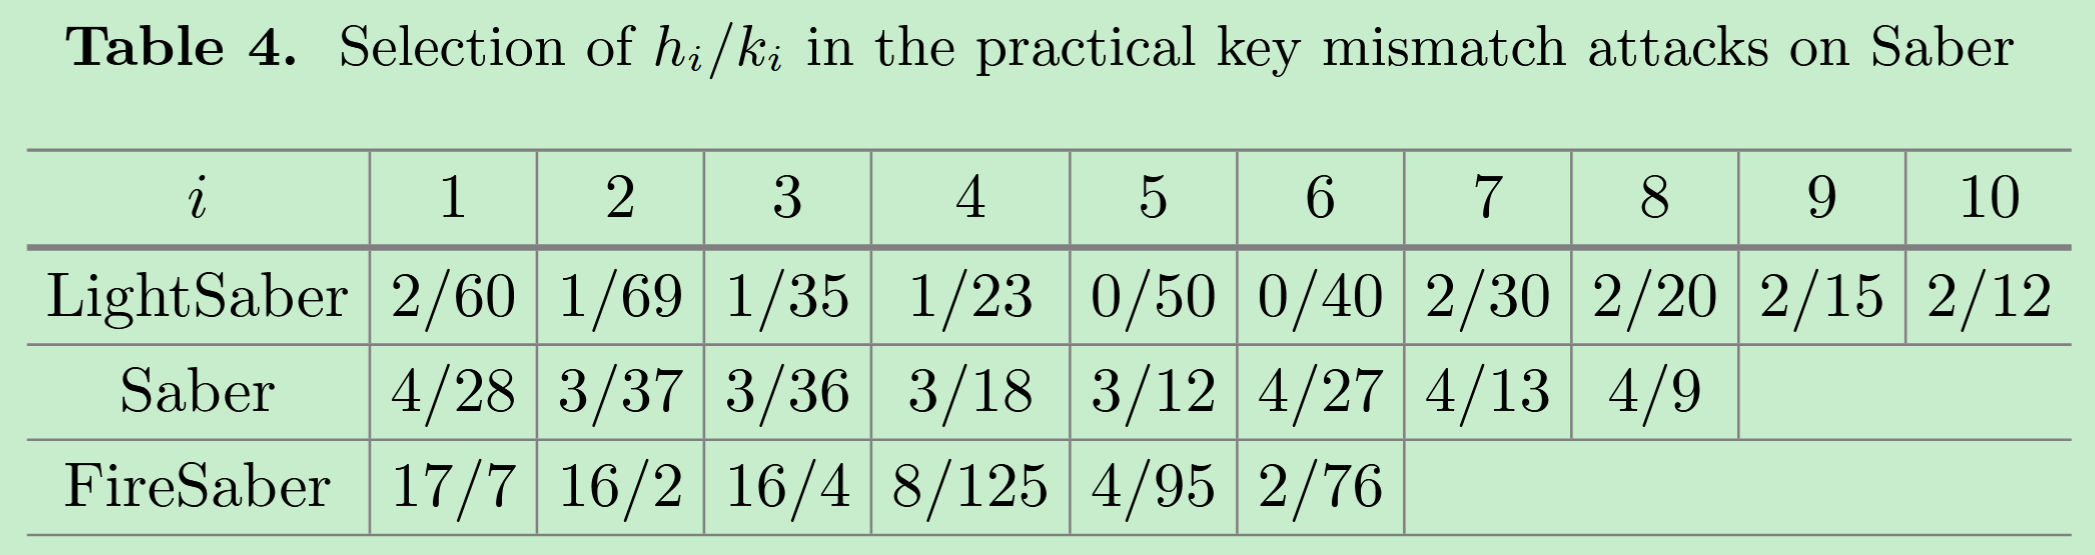 Table 4. Selection of hᵢ/kᵢ in the practical key mismatch attacks on Saber
i 1 2 3 4 5 6 7 8 9 10
LightSaber 2/60 1/69 1/35 1/23 0/50 0/40 2/30 2/20 2/15 2/12
Saber 4/28 3/37 3/36 3/18 3/12 4/27 4/13 4/9
FireSaber 17/7 16/2 16/4 8/125 4/95 2/76